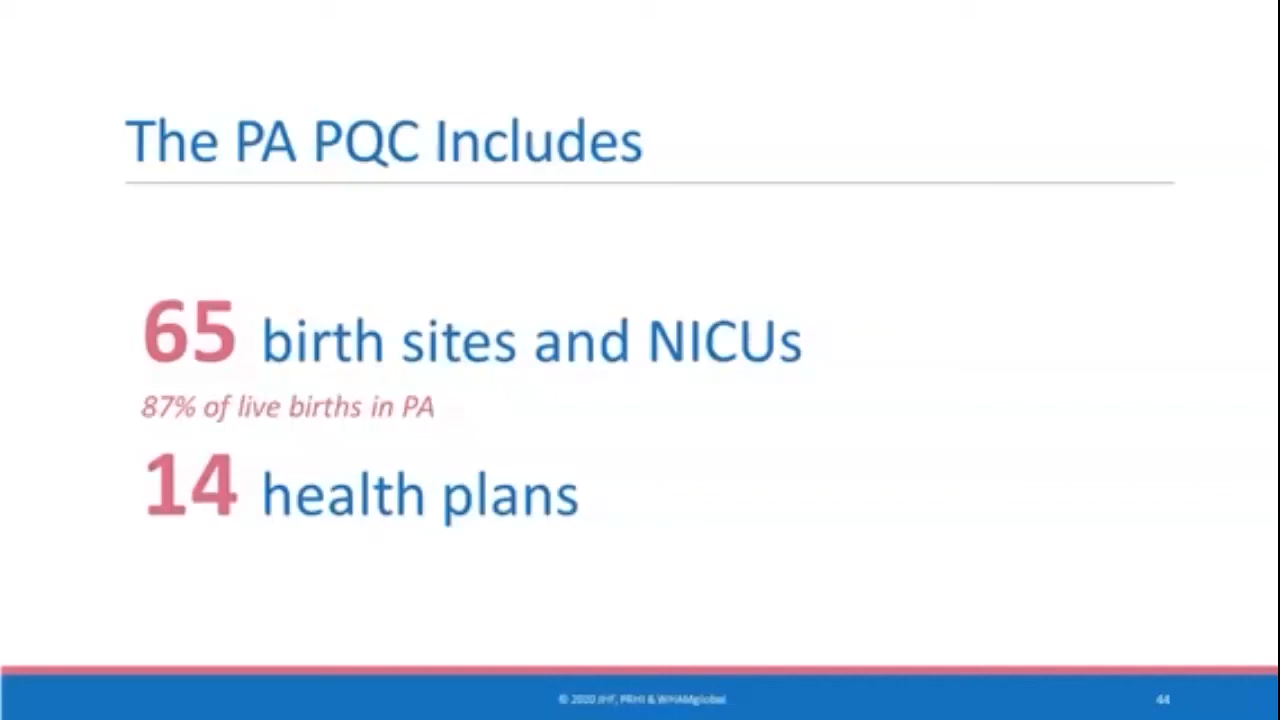 The PA PQC Includes
65 birth sites and NICUs
87% of live births in PA
14 health plans
© 2020 JHF, PRHI & WHAMglobal
44